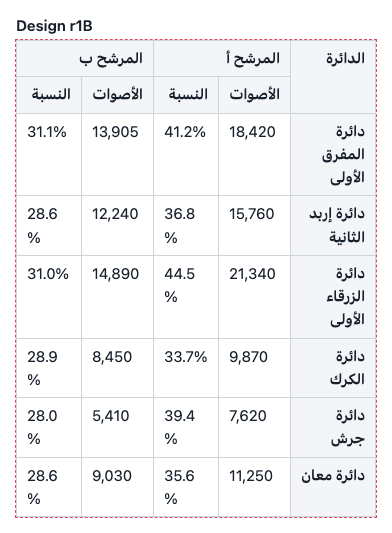 Design r1B
الدائرة المرشح أ المرشح ب
الأصوات النسبة الأصوات النسبة
دائرة 18,420 41.2% 13,905 31.1%
المفرق
الأولى
دائرة إربد 15,760 36.8 12,240 28.6
الثانية % %
دائرة 21,340 44.5 14,890 31.0%
الزرقاء %
الأولى
دائرة 9,870 33.7% 8,450 28.9
الكرك %
دائرة 7,620 39.4 5,410 28.0
جرش % %
دائرة معان 11,250 35.6 9,030 28.6
% %